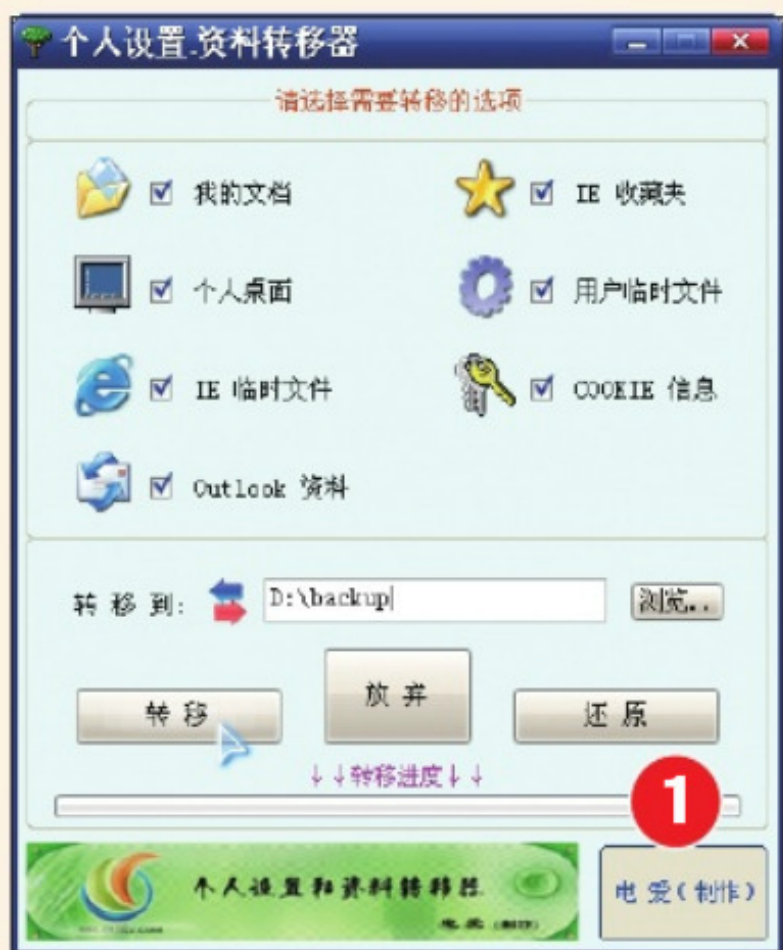 个人设置.资料转移器
请选择需要转移的选项
我的文档
IE 收藏夹
个人桌面
用户临时文件
IE 临时文件
COOKIE 信息
Outlook 资料
转 移 到:
D:\backup
浏览..
转 移
放 弃
还 原
↓↓转移进度↓↓
1
个人设置和资料转移器
电爱(制作)
电 爱(制作)